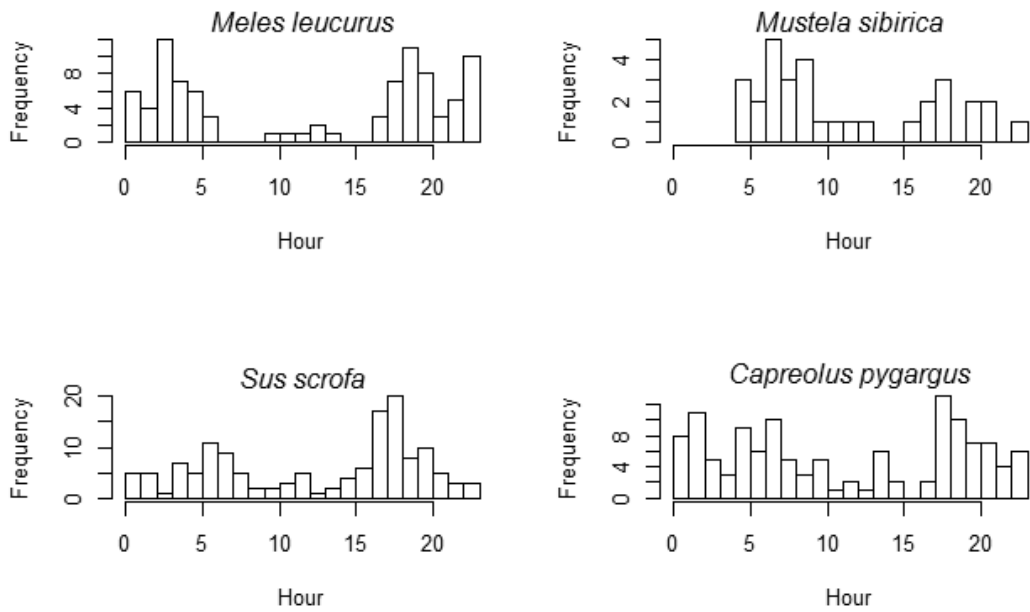 Meles leucurus
Frequency
0 4 8
0 5 10 15 20
Hour
Mustela sibirica
Frequency
0 2 4
0 5 10 15 20
Hour
Sus scrofa
Frequency
0 10 20
0 5 10 15 20
Hour
Capreolus pygargus
Frequency
0 4 8
0 5 10 15 20
Hour